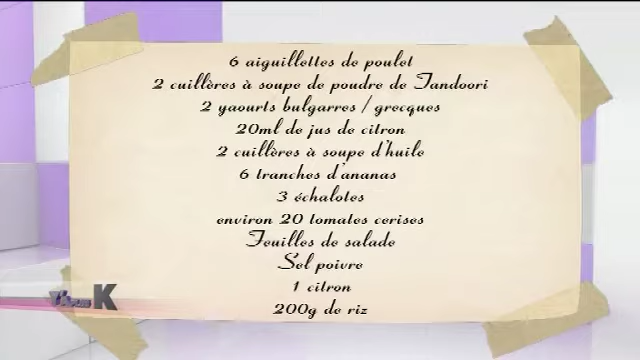 6 aiguillettes de poulet
2 cuillères à soupe de poudre de Tandoori
2 yaourts bulgarres / grecques
20ml de jus de citron
2 cuillères à soupe d'huile
6 tranches d'ananas
3 échalotes
environ 20 tomates cerises
Feuilles de salade
Sel poivre
1 citron
200g de riz
K